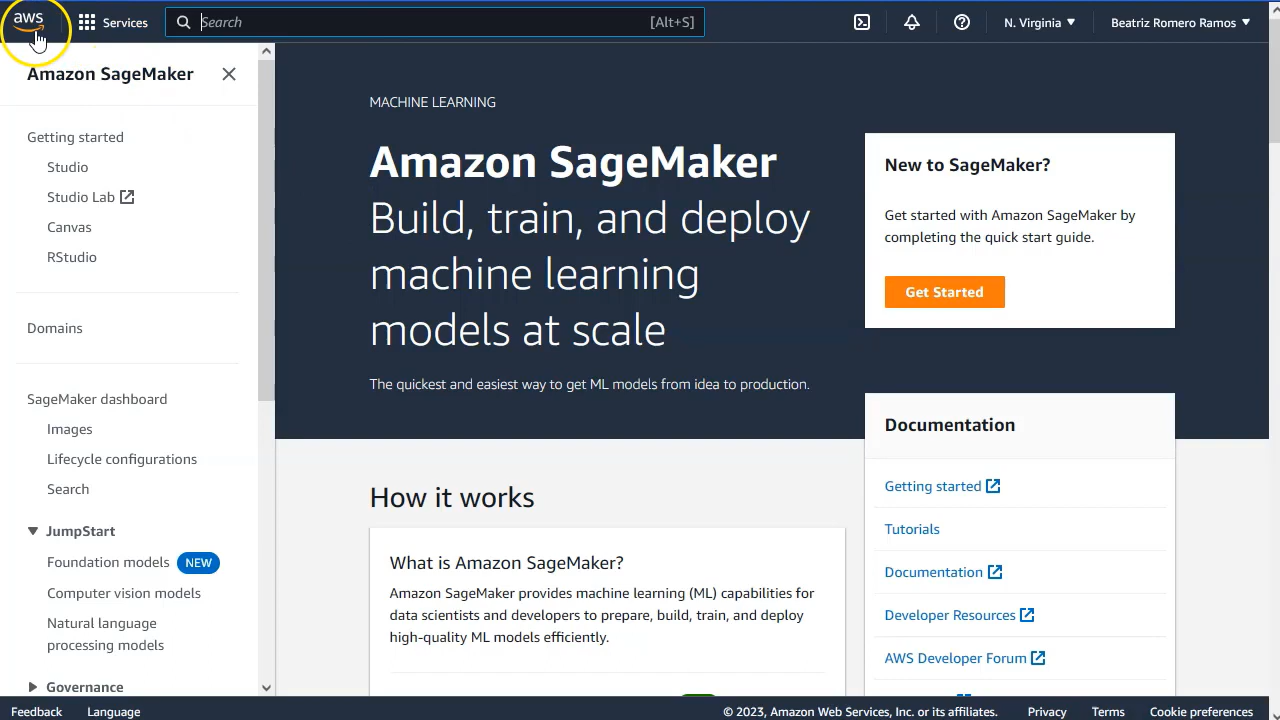 aws
Services
Search
[Alt+S]
N. Virginia
Beatriz Romero Ramos
Amazon SageMaker
Getting started
Studio
Studio Lab
Canvas
RStudio
Domains
SageMaker dashboard
Images
Lifecycle configurations
Search
JumpStart
Foundation models NEW
Computer vision models
Natural language
processing models
Governance
MACHINE LEARNING
Amazon SageMaker
Build, train, and deploy
machine learning
models at scale
The quickest and easiest way to get ML models from idea to production.
New to SageMaker?
Get started with Amazon SageMaker by
completing the quick start guide.
Get Started
How it works
What is Amazon SageMaker?
Amazon SageMaker provides machine learning (ML) capabilities for
data scientists and developers to prepare, build, train, and deploy
high-quality ML models efficiently.
Documentation
Getting started
Tutorials
Documentation
Developer Resources
AWS Developer Forum
Feedback
Language
© 2023, Amazon Web Services, Inc. or its affiliates.
Privacy
Terms
Cookie preferences